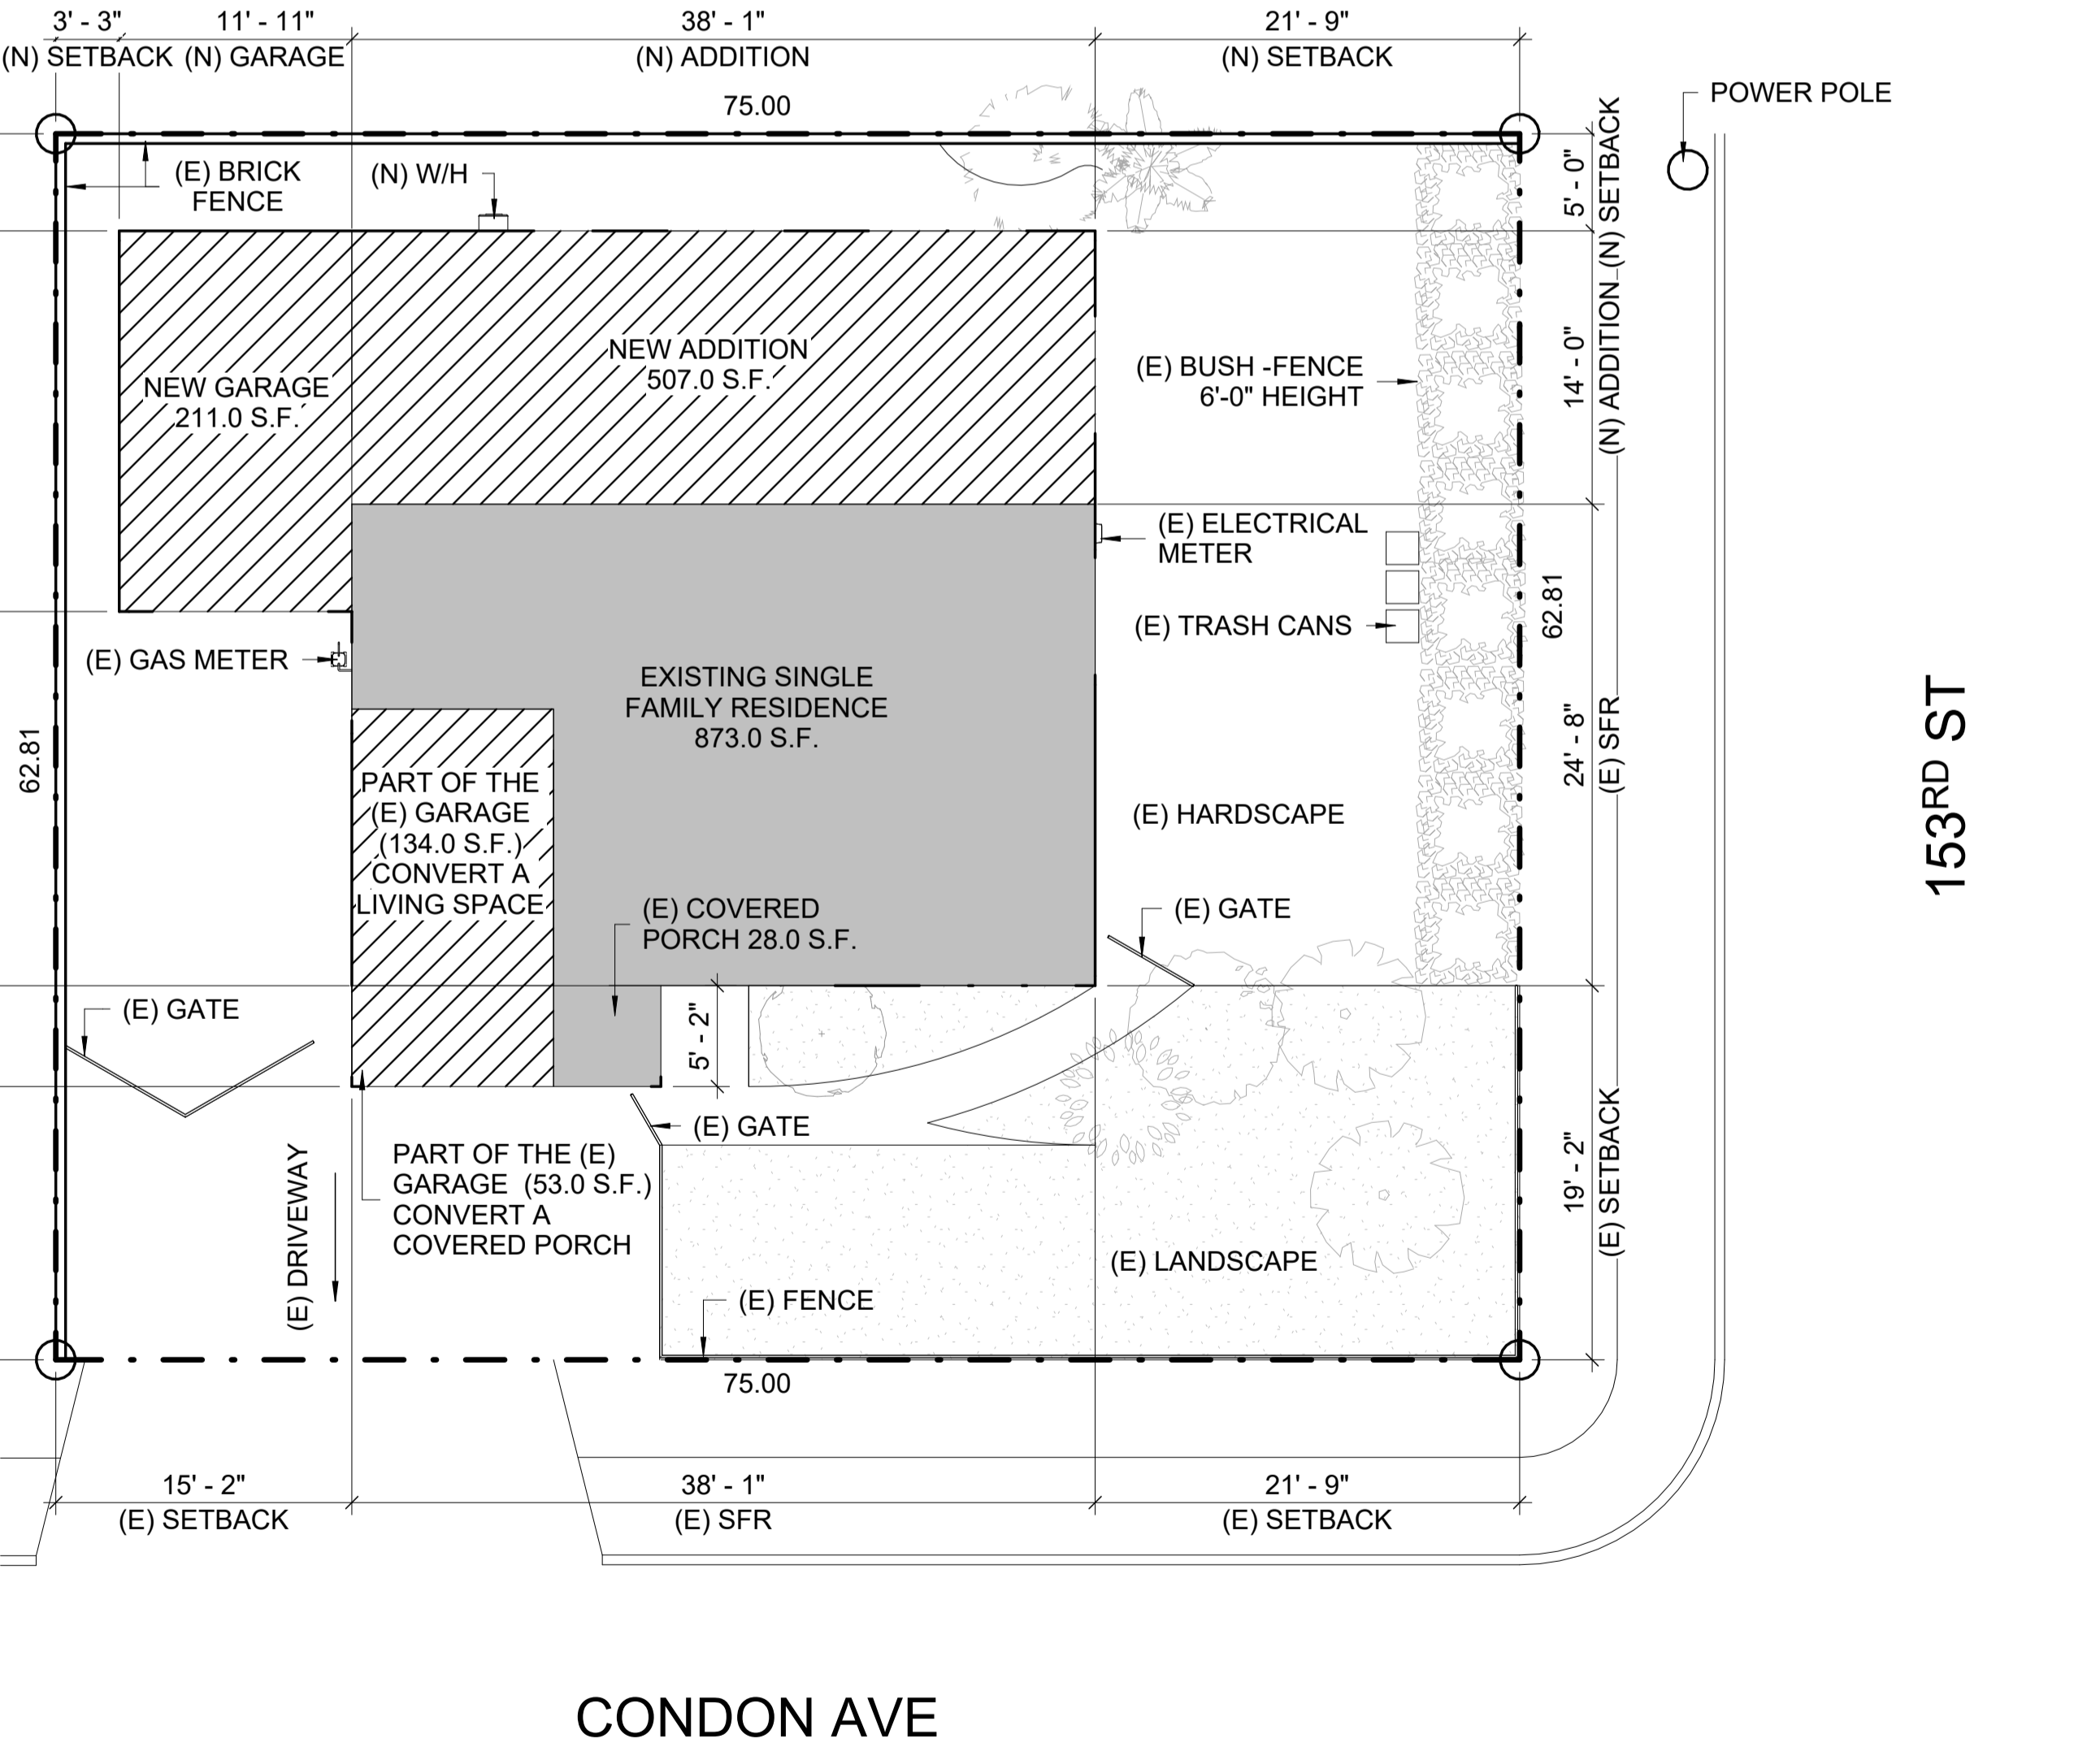 3' - 3"
11' - 11"
38' - 1"
21' - 9"
(N) SETBACK
(N) GARAGE
(N) ADDITION
(N) SETBACK
POWER POLE
75.00
(E) BRICK
FENCE
(N) W/H
5' - 0"
(N) SETBACK
NEW ADDITION
507.0 S.F.
NEW GARAGE
211.0 S.F.
(E) BUSH -FENCE
6'-0" HEIGHT
14' - 0"
(N) ADDITION
(E) ELECTRICAL
METER
(E) TRASH CANS
62.81
(E) GAS METER
EXISTING SINGLE
FAMILY RESIDENCE
873.0 S.F.
62.81
24' - 8"
(E) SFR
153RD ST
PART OF THE
(E) GARAGE
(134.0 S.F.)
CONVERT A
LIVING SPACE
(E) HARDSCAPE
(E) COVERED
PORCH 28.0 S.F.
(E) GATE
(E) GATE
5' - 2"
(E) GATE
PART OF THE (E)
GARAGE (53.0 S.F.)
CONVERT A
COVERED PORCH
(E) DRIVEWAY
19' - 2"
(E) SETBACK
(E) LANDSCAPE
(E) FENCE
75.00
15' - 2"
38' - 1"
21' - 9"
(E) SETBACK
(E) SFR
(E) SETBACK
CONDON AVE